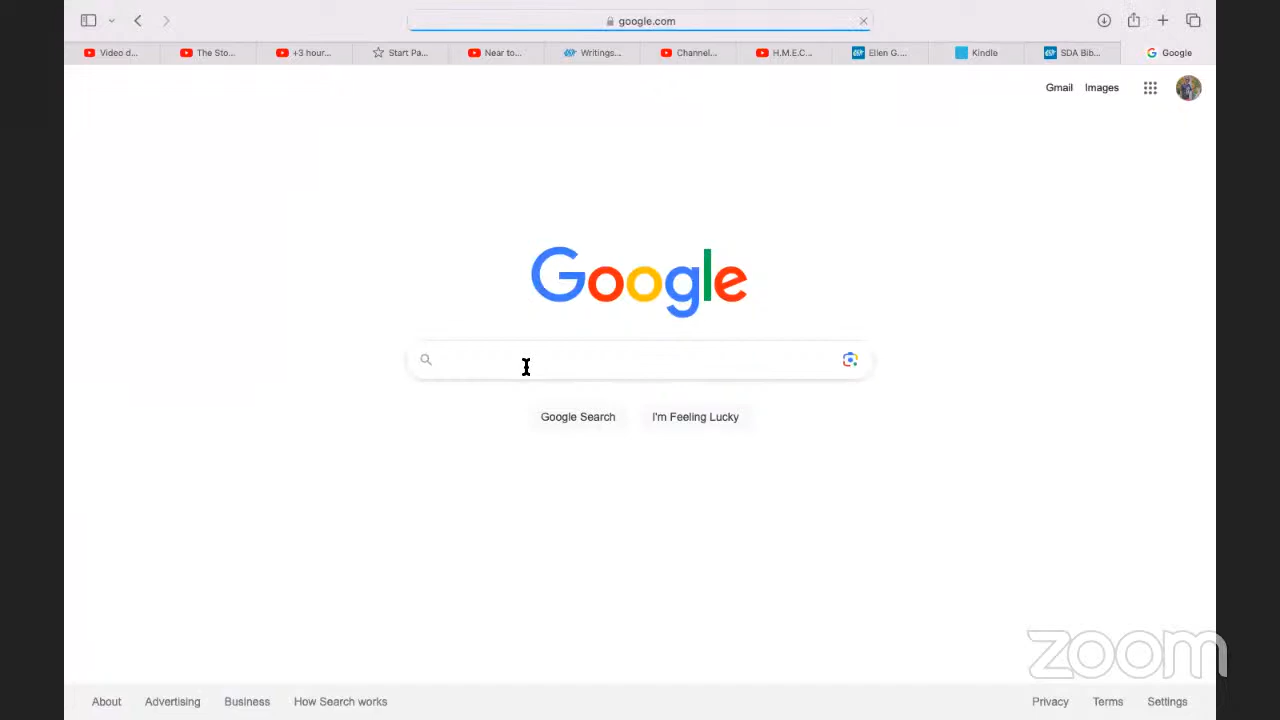 google.com
Video d... The Sto... +3 hour... Start Pa... Near to... Writings... Channel... H.M.E.C... Ellen G.... Kindle SDA Bib... Google
Gmail Images
Google
Google Search I'm Feeling Lucky
zoom
About Advertising Business How Search works Privacy Terms Settings